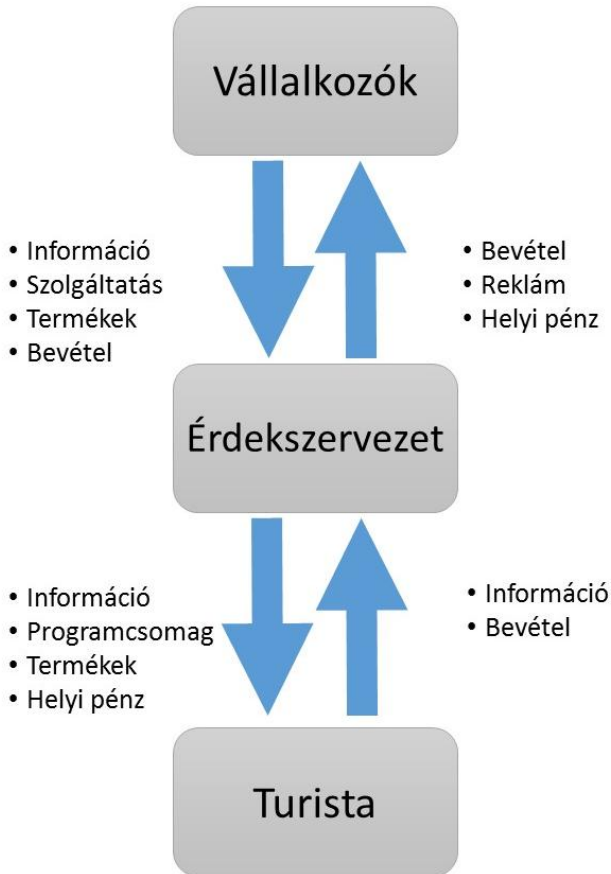 Vállalkozók
• Információ
• Szolgáltatás
• Termékek
• Bevétel
• Bevétel
• Reklám
• Helyi pénz
Érdekszervezet
• Információ
• Programcsomag
• Termékek
• Helyi pénz
• Információ
• Bevétel
Turista